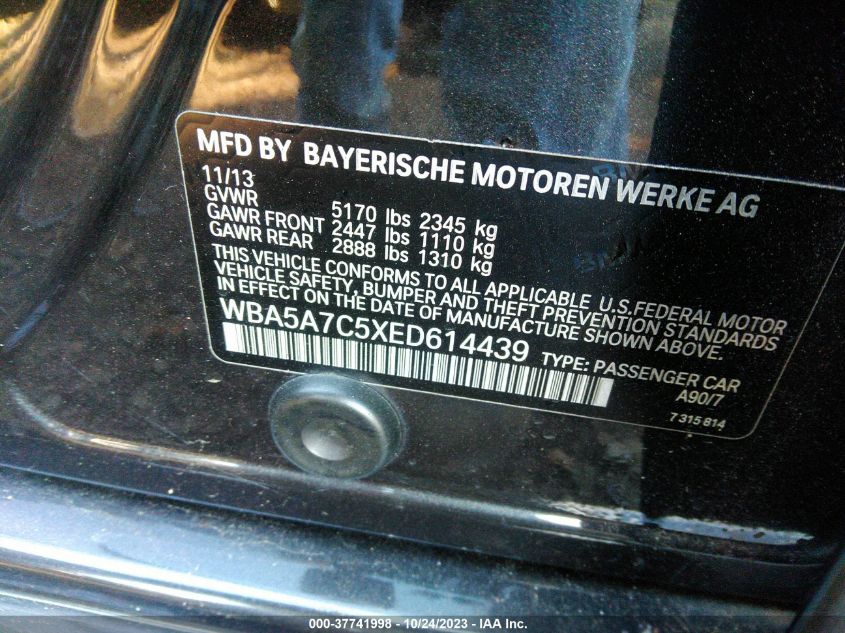 MFD BY BAYERISCHE MOTOREN WERKE AG
11/13
GVWR 5170 lbs 2345 kg
GAWR FRONT 2447 lbs 1110 kg
GAWR REAR 2888 lbs 1310 kg
THIS VEHICLE CONFORMS TO ALL APPLICABLE U.S.FEDERAL MOTOR
VEHICLE SAFETY, BUMPER AND THEFT PREVENTION STANDARDS
IN EFFECT ON THE DATE OF MANUFACTURE SHOWN ABOVE.
WBA5A7C5XED614439 TYPE: PASSENGER CAR
A90/7
7 315 814
000-37741998 - 10/24/2023 - IAA Inc.